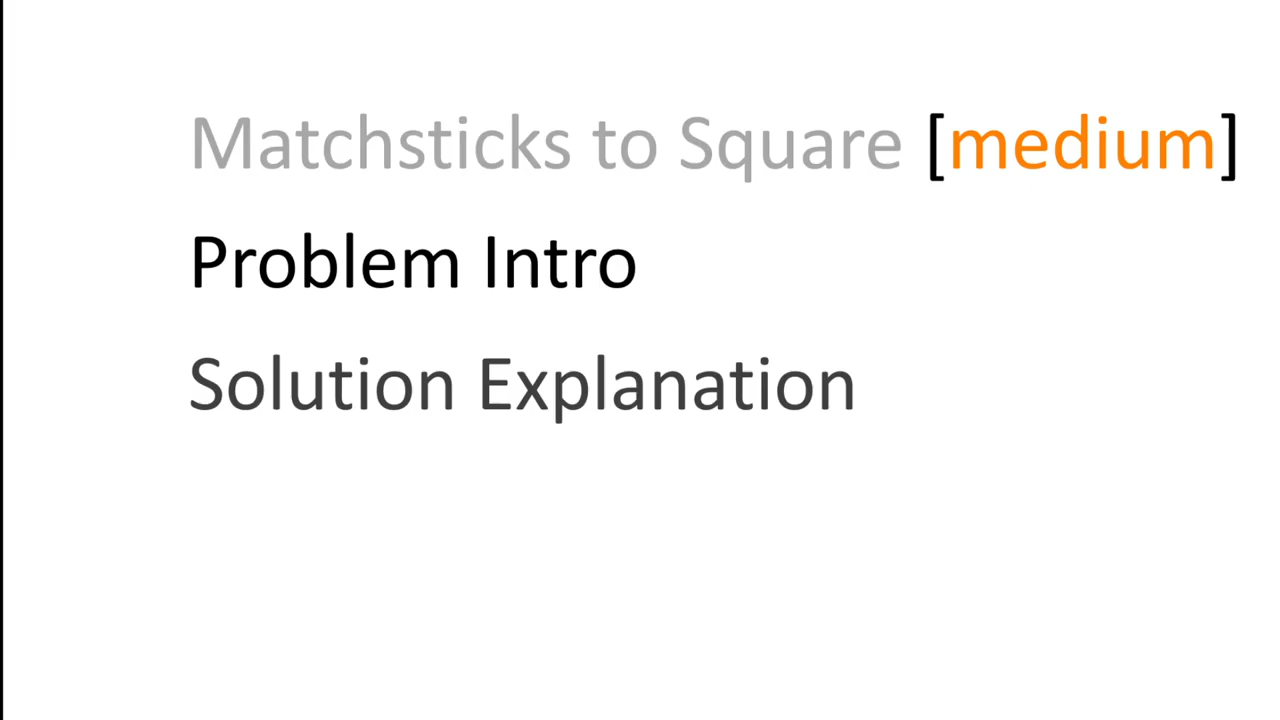 Matchsticks to Square [medium]
Problem Intro
Solution Explanation